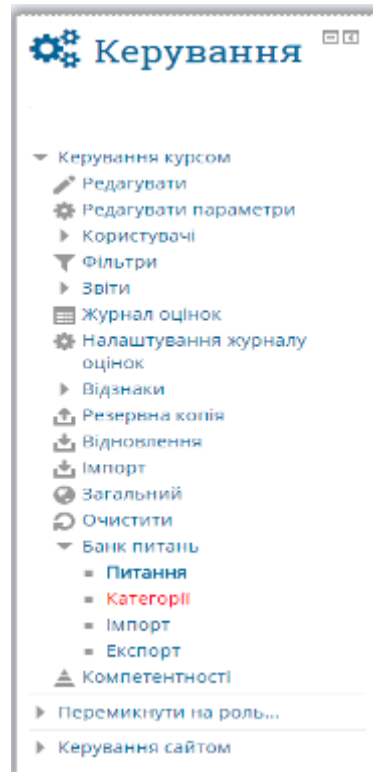 Керування
Керування курсом
Редагувати
Редагувати параметри
Користувачі
Фільтри
Звіти
Журнал оцінок
Налаштування журналу
оцінок
Відзнаки
Резервна копія
Відновлення
Імпорт
Загальний
Очистити
Банк питань
Питання
Категорії
Імпорт
Експорт
Компетентності
Перемикнути на роль...
Керування сайтом